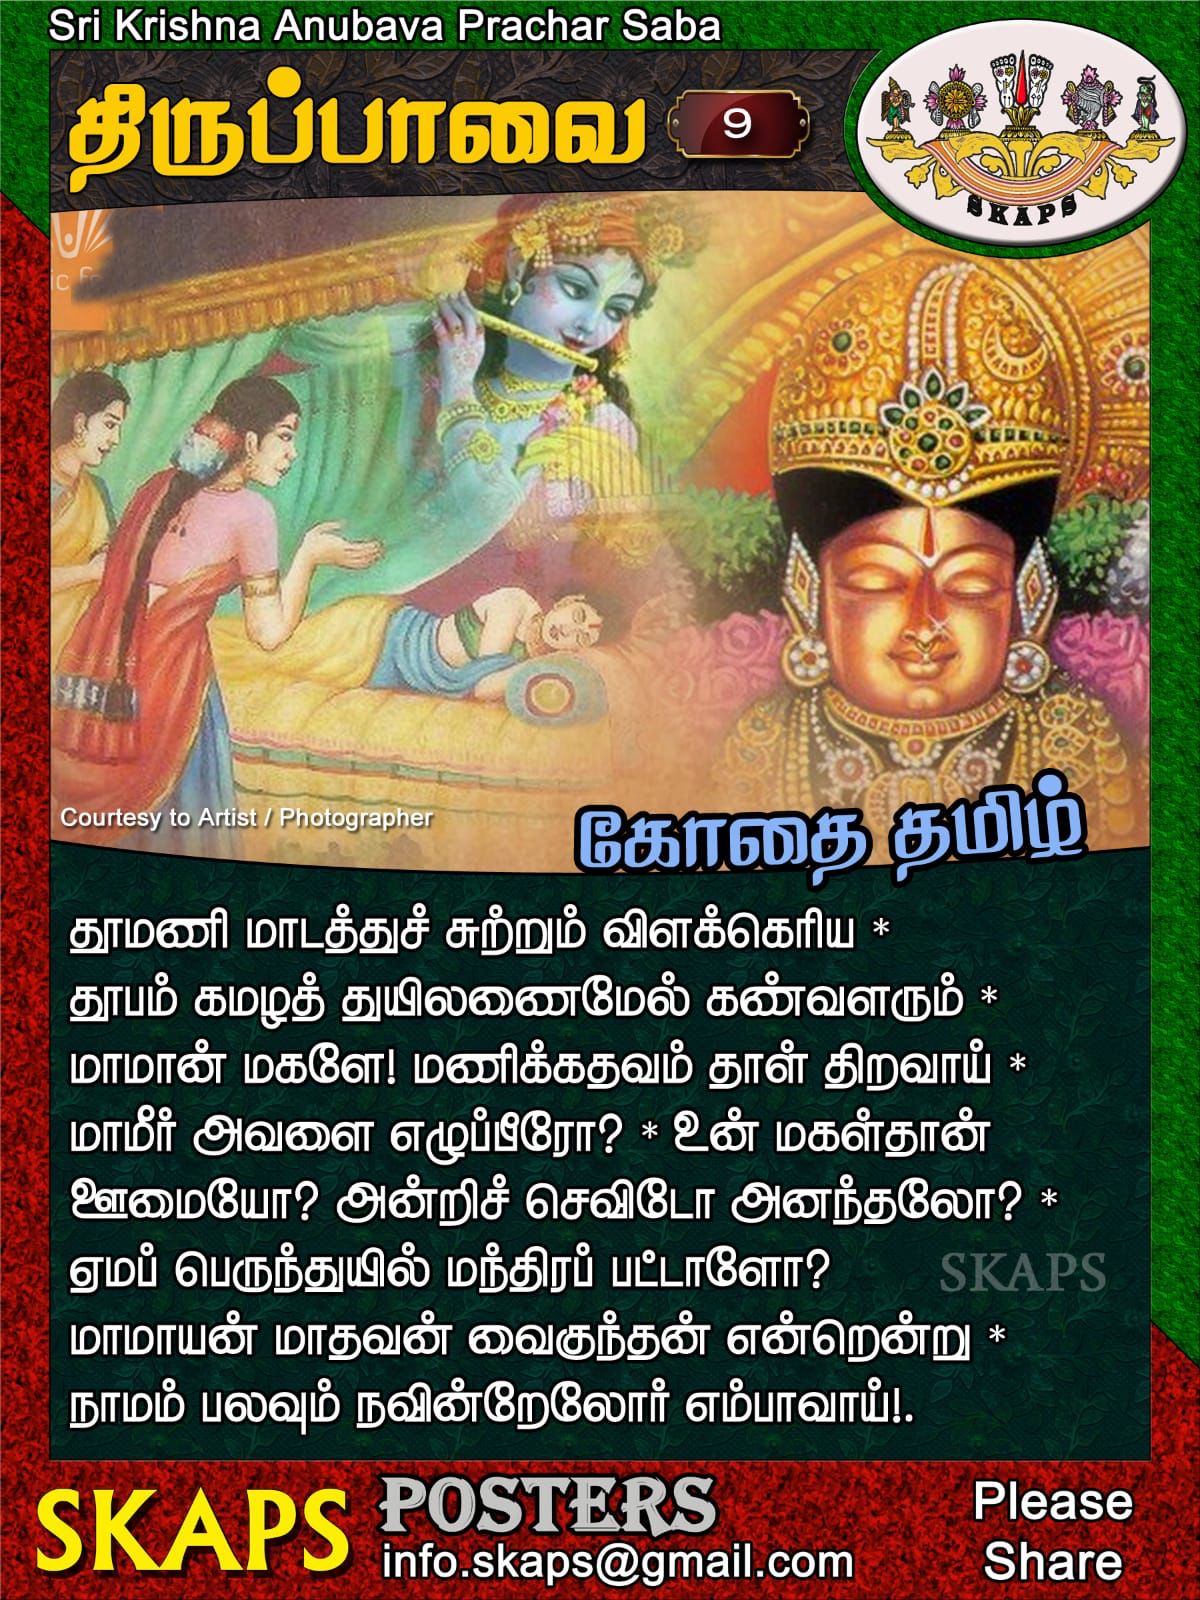 Sri Krishna Anubava Prachar Saba
திருப்பாவை
9
SKAPS
Courtesy to Artist / Photographer
கோதை தமிழ்
தூமணி மாடத்துச் சுற்றும் விளக்கெரிய *
தூபம் கமழத் துயிலணைமேல் கண்வளரும் *
மாமான் மகளே! மணிக்கதவம் தாள் திறவாய் *
மாமீர் அவளை எழுப்பீரோ? * உன் மகள்தான்
ஊமையோ? அன்றிச் செவிடோ அனந்தலோ? *
ஏமப் பெருந்துயில் மந்திரப் பட்டாளோ?
SKAPS
மாமாயன் மாதவன் வைகுந்தன் என்றென்று *
நாமம் பலவும் நவின்றேலோர் எம்பாவாய்!.
SKAPS POSTERS
info.skaps@gmail.com
Please
Share